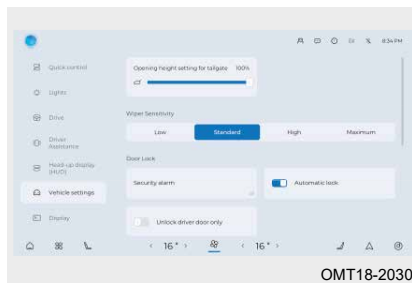 8:34 PM
Quick control
Opening height setting for tailgate 100%
Lights
Drive
Wiper Sensitivity
Low Standard High Maximum
Driver
Assistance
Door Lock
Head-up display
(HUD)
Security alarm
Automatic lock
Vehicle settings
Display
Unlock driver door only
< 16° > < 16° >
OMT18-2030